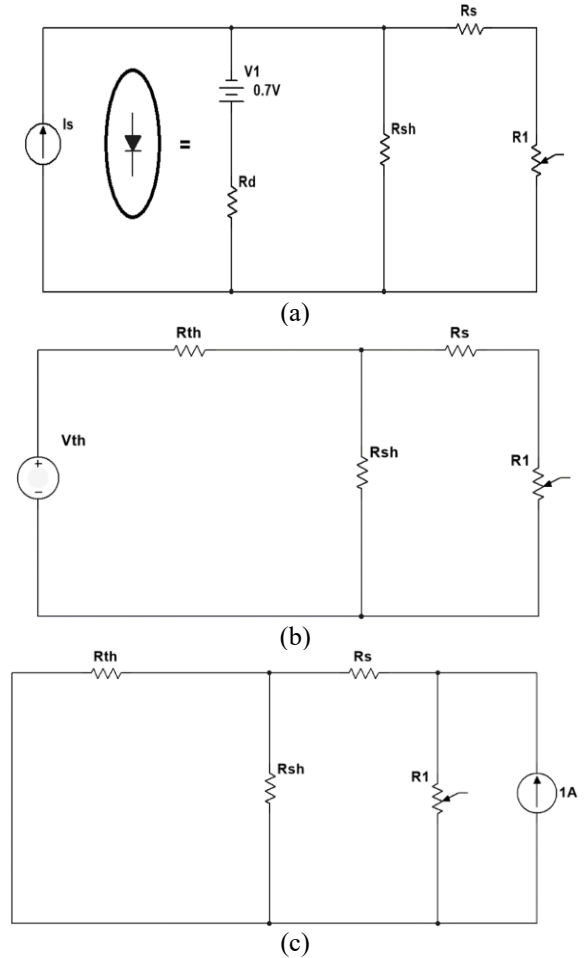 Rs
V1
0.7V
Is
=
Rsh
R1
Rd
(a)
Rth
Rs
Vth
+
−
Rsh
R1
(b)
Rth
Rs
Rsh
R1
1A
(c)